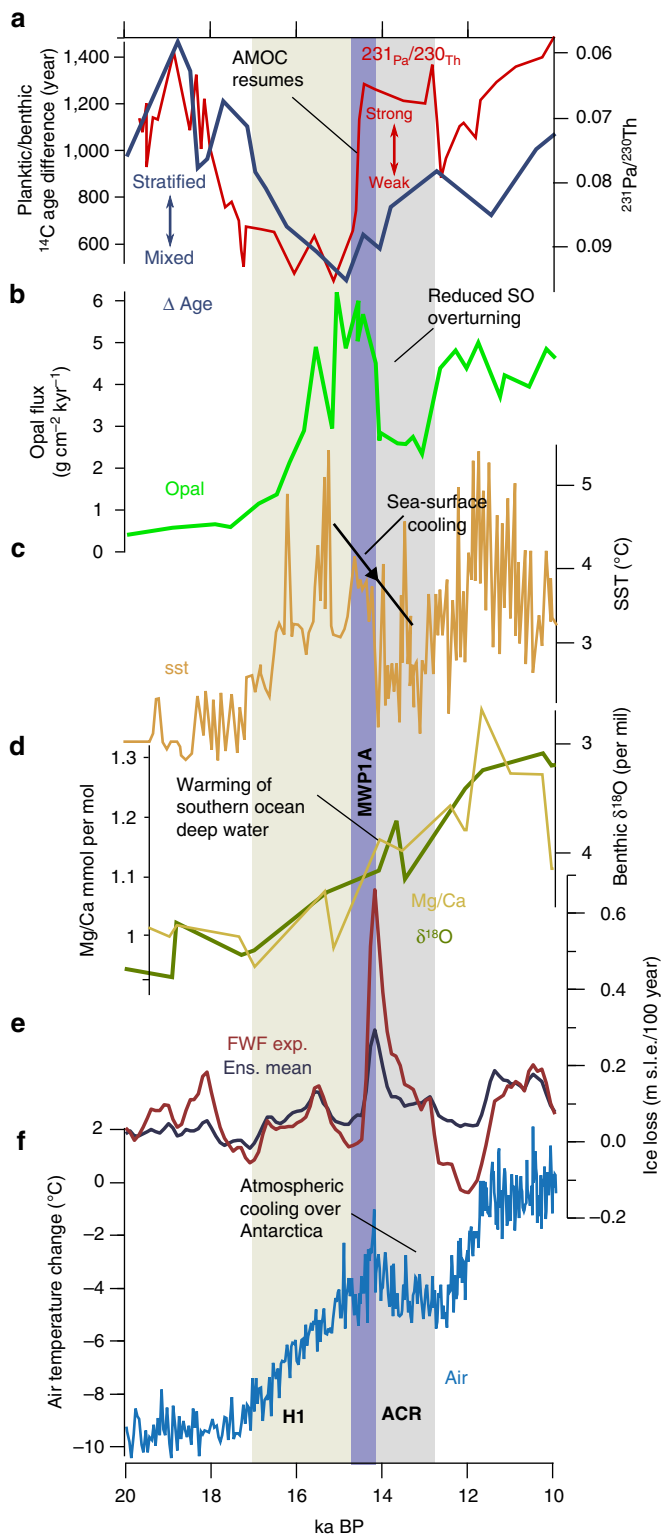 a
1,400
1,200
1,000
800
600
Planktic/benthic
¹⁴C age difference (year)
AMOC
resumes
231Pa/230Th
Strong
Weak
Stratified
Mixed
0.06
0.07
0.08
0.09
²³¹Pa/²³⁰Th
b
Δ Age
Reduced SO
overturning
6
5
4
3
2
1
0
Opal flux
(g cm⁻² kyr⁻¹)
Opal
c
Sea-surface
cooling
5
4
3
SST (°C)
sst
d
1.3
1.2
1.1
1
Mg/Ca mmol per mol
Warming of
southern ocean
deep water
MWP1A
3
4
Benthic δ¹⁸O (per mil)
Mg/Ca
δ¹⁸O
e
FWF exp.
Ens. mean
0.6
0.4
0.2
0.0
−0.2
Ice loss (m s.l.e./100 year)
f
2
0
−2
−4
−6
−8
−10
Air temperature change (°C)
Atmospheric
cooling over
Antarctica
Air
H1
ACR
20
18
16
14
12
10
ka BP